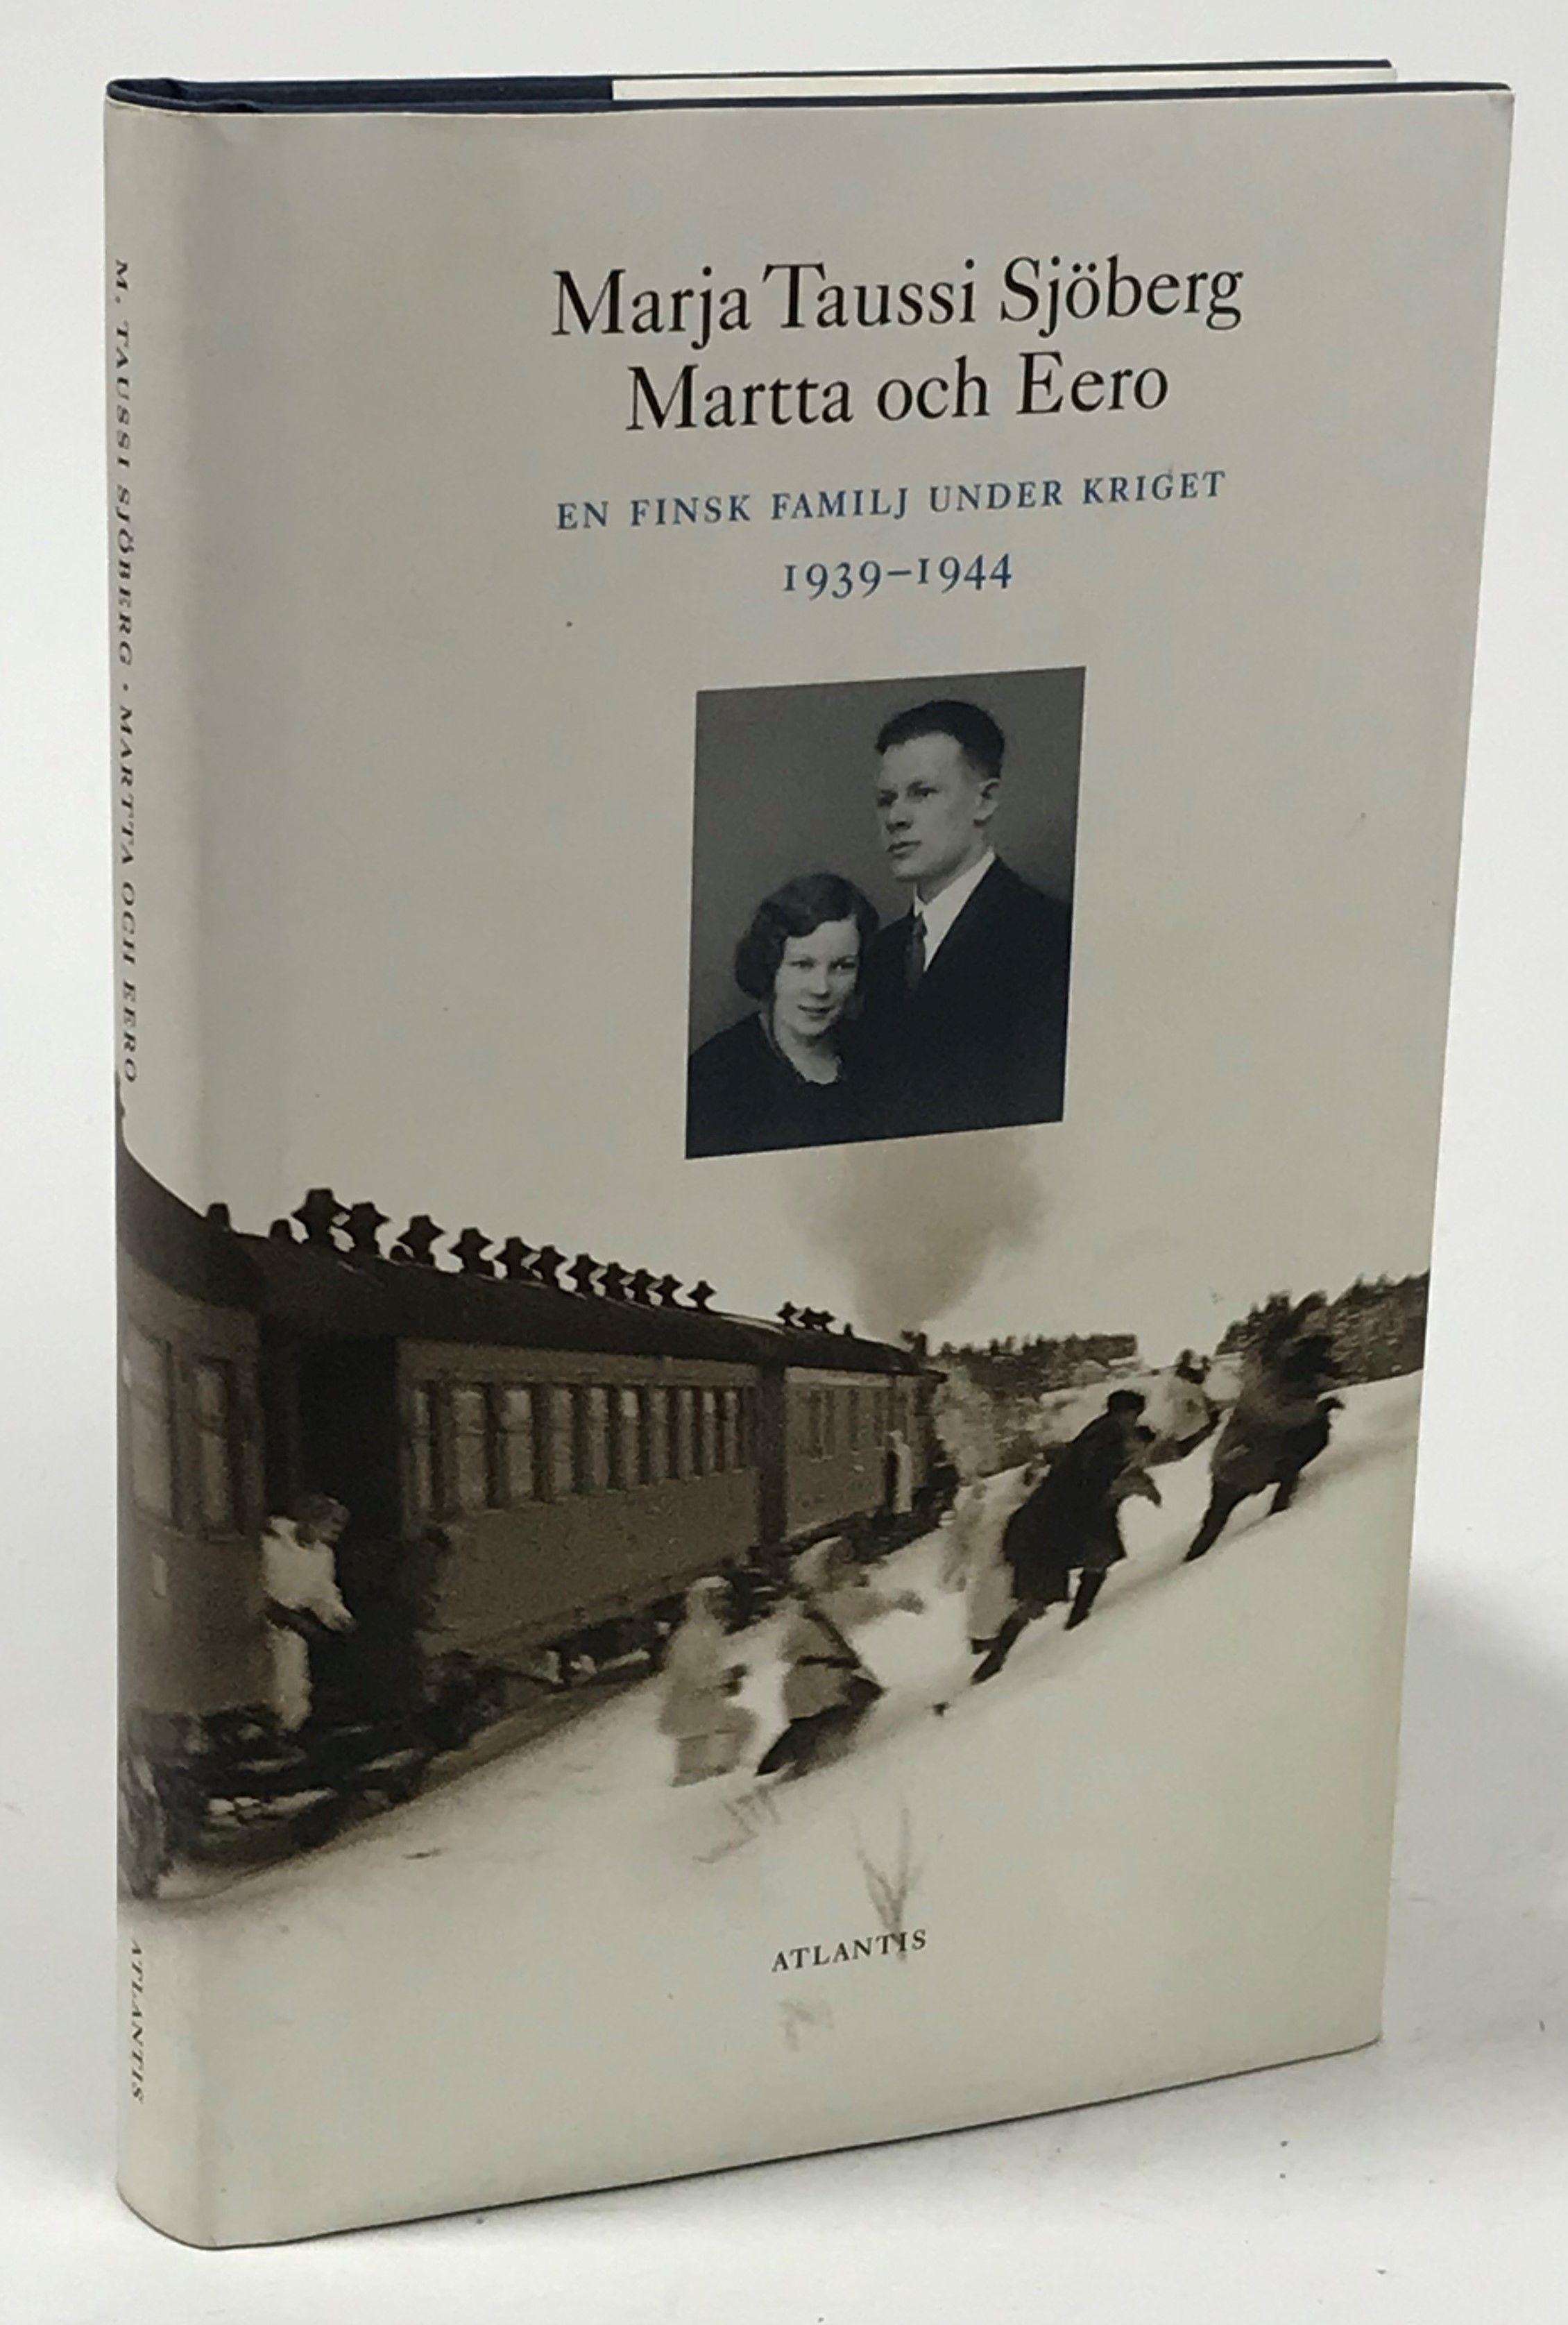 Marja Taussi Sjöberg
Martta och Eero
EN FINSK FAMILJ UNDER KRIGET
1939–1944
ATLANTIS
M. TAUSSI SJÖBERG · MARTTA OCH EERO
ATLANTIS